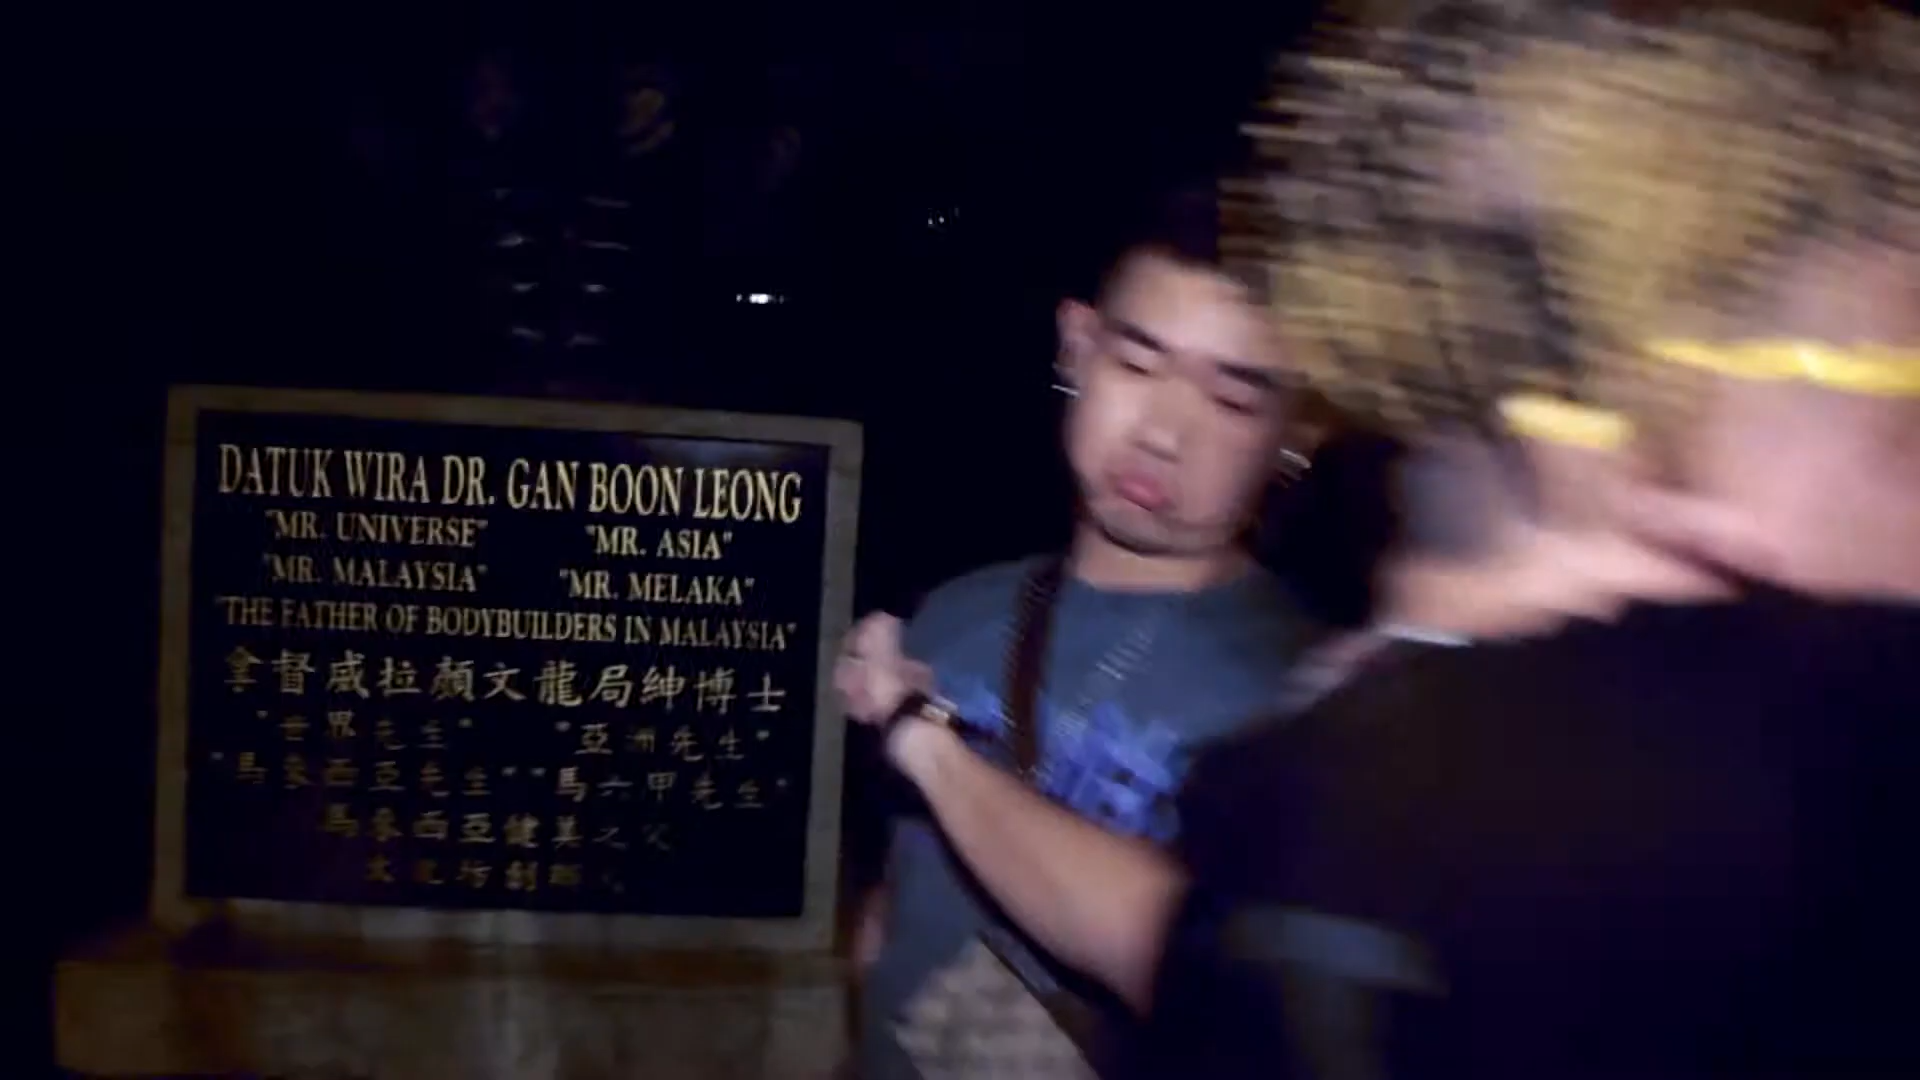 DATUK WIRA DR. GAN BOON LEONG
"MR. UNIVERSE" "MR. ASIA"
"MR. MALAYSIA" "MR. MELAKA"
"THE FATHER OF BODYBUILDERS IN MALAYSIA"
拿督威拉顏文龍局紳博士
"世界先生" "亞洲先生"
"馬來西亞先生" "馬六甲先生"
馬來西亞健美之父